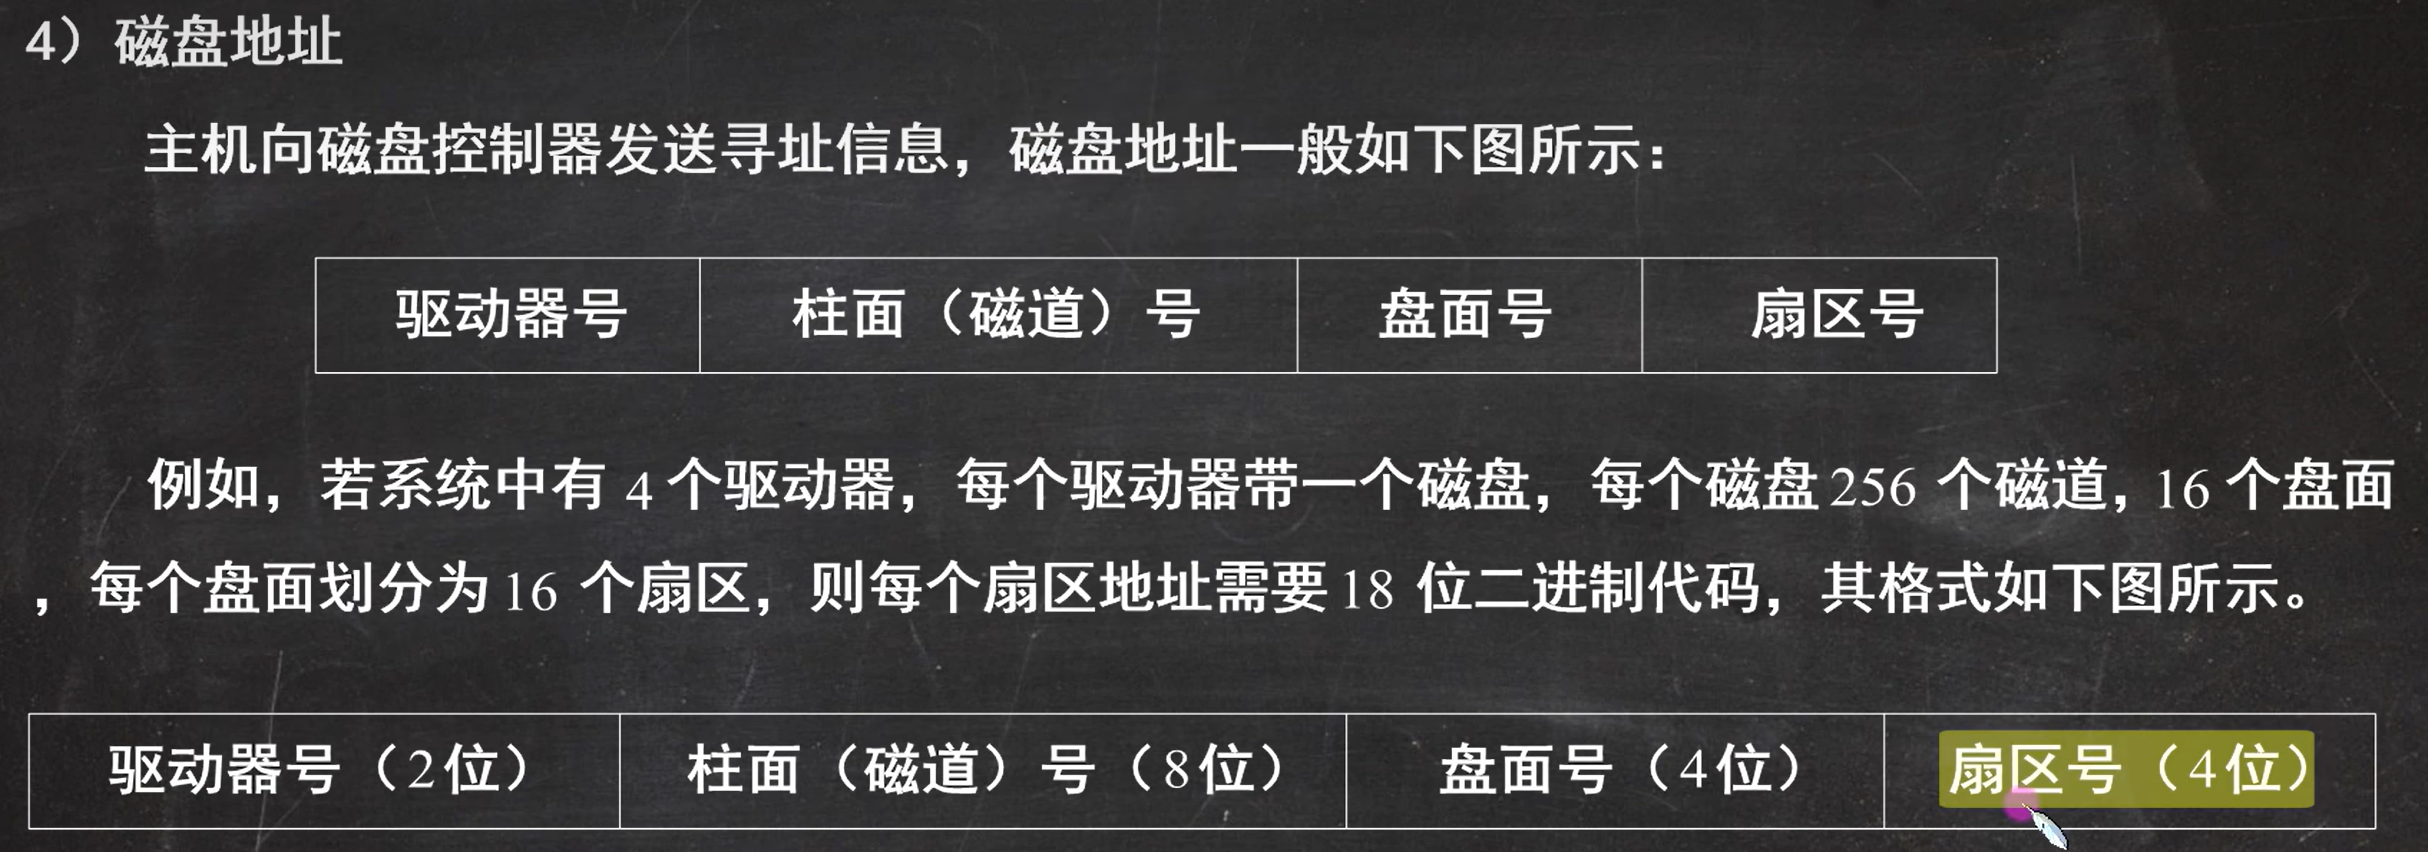 4）磁盘地址
主机向磁盘控制器发送寻址信息，磁盘地址一般如下图所示：
驱动器号 柱面（磁道）号 盘面号 扇区号
例如，若系统中有 4 个驱动器，每个驱动器带一个磁盘，每个磁盘 256 个磁道，16 个盘面
，每个盘面划分为 16 个扇区，则每个扇区地址需要 18 位二进制代码，其格式如下图所示。
驱动器号（2位） 柱面（磁道）号（8位） 盘面号（4位） 扇区号（4位）